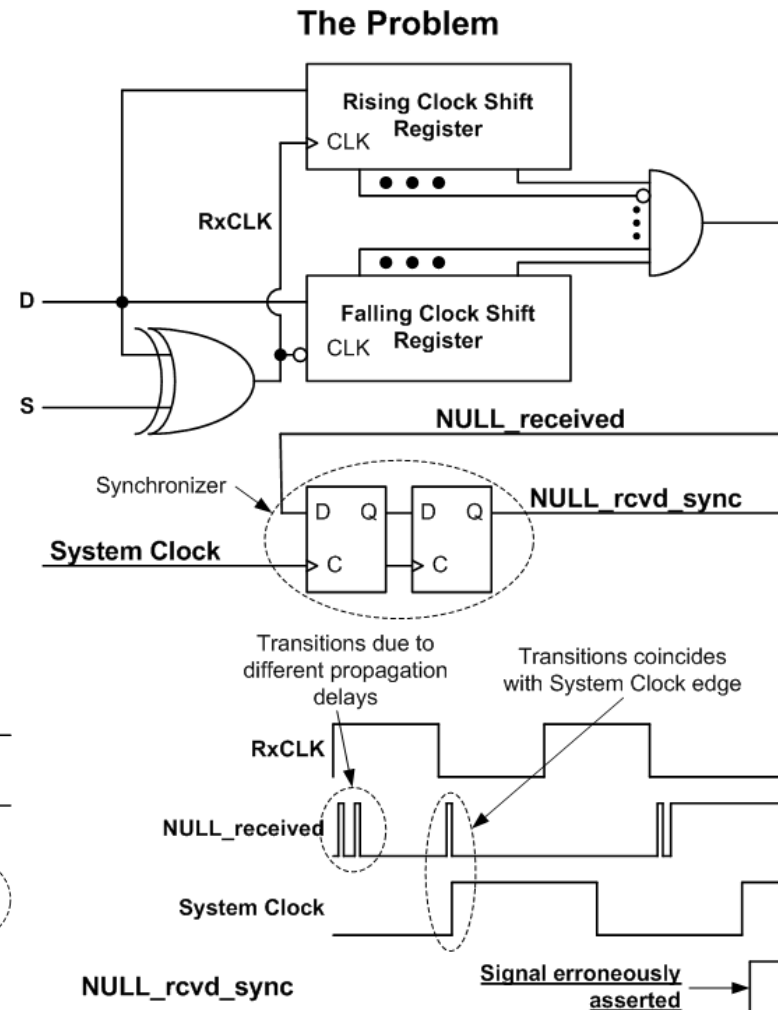 The Problem
Rising Clock Shift
Register
CLK
RxCLK
D
Falling Clock Shift
Register
CLK
S
NULL_received
Synchronizer
D Q D Q
NULL_rcvd_sync
System Clock
C C
Transitions due to
different propagation
delays
Transitions coincides
with System Clock edge
RxCLK
NULL_received
System Clock
NULL_rcvd_sync
Signal erroneously
asserted